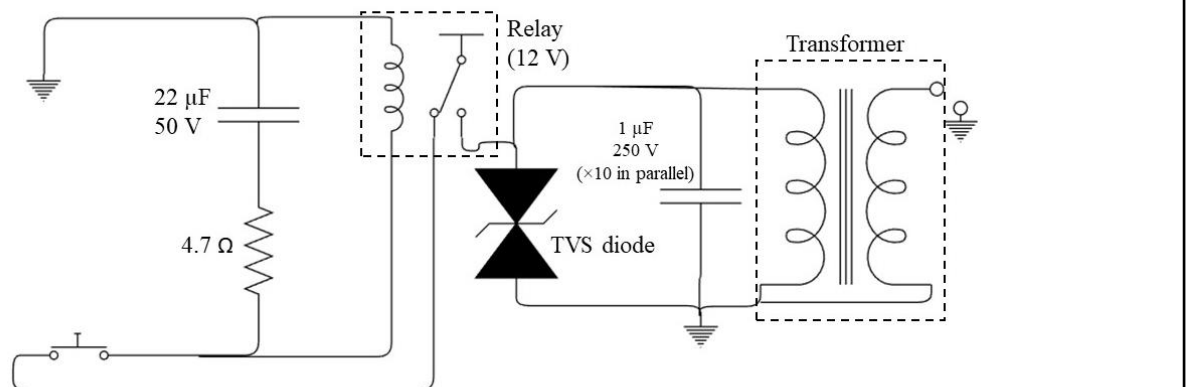 Relay
(12 V)
Transformer
22 μF
50 V
1 μF
250 V
(×10 in parallel)
4.7 Ω
TVS diode